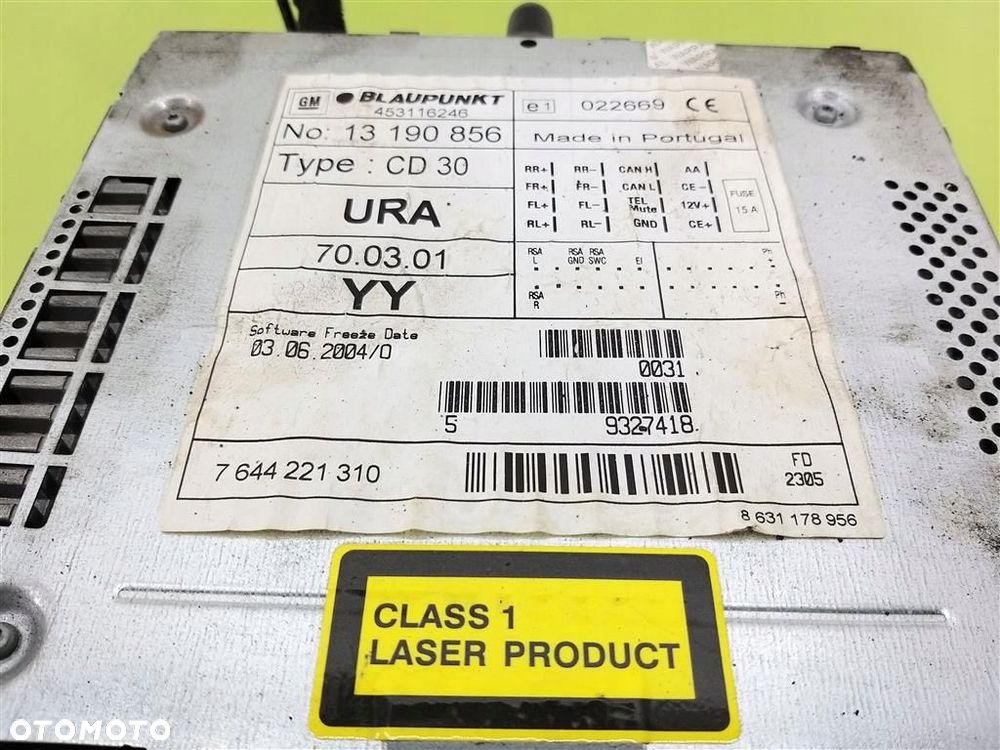 GM BLAUPUNKT
453116246
e1 022669 CE
No: 13 190 856
Made in Portugal
Type : CD 30
RR+ RR- CAN H AA
FR+ FR- CAN L CE-
FL+ FL- TEL Mute 12V+
RL+ RL- GND CE+
FUSE
15 A
URA
70.03.01
RSA L RSA GND RSA SWC EI Ph +
YY
RSA R Ph -
Software Freeze Date
03.06.2004/0
0031
5 9327418
7 644 221 310
FD
2305
8 631 178 956
CLASS 1
LASER PRODUCT
OTOMOTO